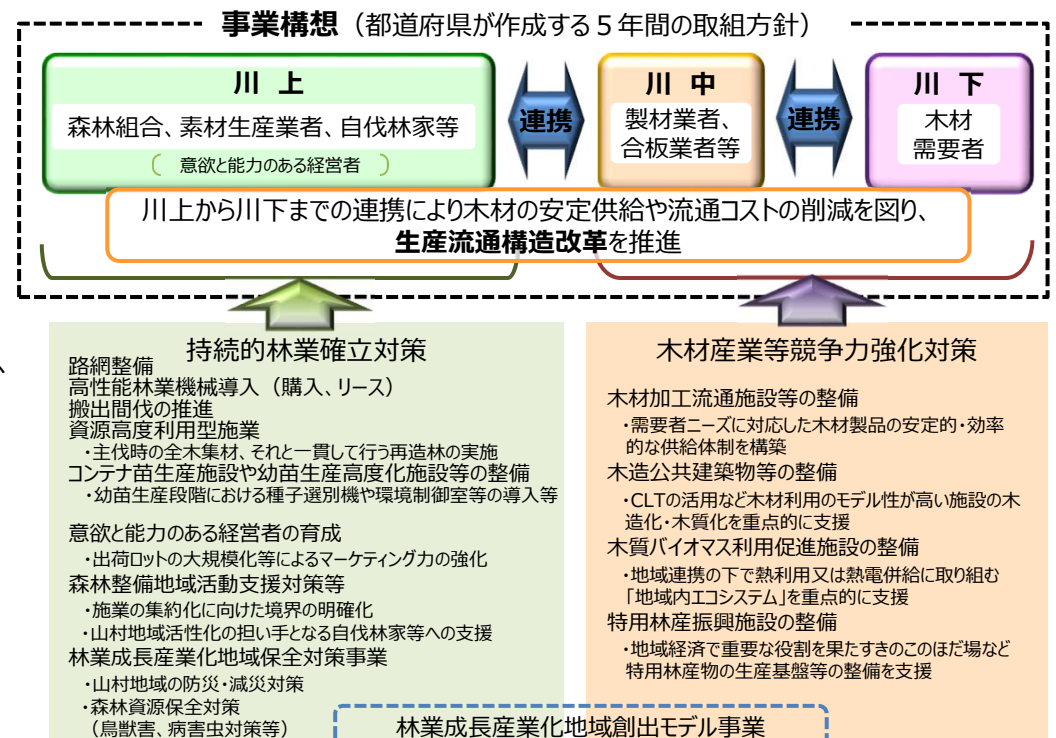 事業構想（都道府県が作成する５年間の取組方針）
川 上
森林組合、素材生産業者、自伐林家等
（ 意欲と能力のある経営者 ）
連携
川 中
製材業者、
合板業者等
連携
川 下
木材
需要者
川上から川下までの連携により木材の安定供給や流通コストの削減を図り、
生産流通構造改革を推進
持続的林業確立対策
路網整備
高性能林業機械導入（購入、リース）
搬出間伐の推進
資源高度利用型施業
・主伐時の全木集材、それと一貫して行う再造林の実施
コンテナ苗生産施設や幼苗生産高度化施設等の整備
・幼苗生産段階における種子選別機や環境制御室等の導入等
意欲と能力のある経営者の育成
・出荷ロットの大規模化等によるマーケティング力の強化
森林整備地域活動支援対策等
・施業の集約化に向けた境界の明確化
・山村地域活性化の担い手となる自伐林家等への支援
林業成長産業化地域保全対策事業
・山村地域の防災・減災対策
・森林資源保全対策
（鳥獣害、病害虫対策等）
木材産業等競争力強化対策
木材加工流通施設等の整備
・需要者ニーズに対応した木材製品の安定的・効率
的な供給体制を構築
木造公共建築物等の整備
・CLTの活用など木材利用のモデル性が高い施設の木
造化・木質化を重点的に支援
木質バイオマス利用促進施設の整備
・地域連携の下で熱利用又は熱電併給に取り組む
「地域内エコシステム」を重点的に支援
特用林産振興施設の整備
・地域経済で重要な役割を果たすきのこのほだ場など
特用林産物の生産基盤等の整備を支援
林業成長産業化地域創出モデル事業